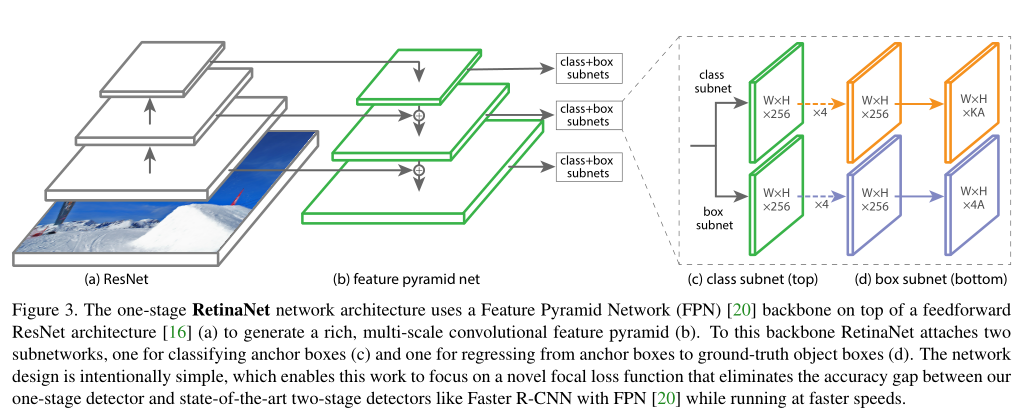 class+box
subnets
class+box
subnets
class+box
subnets
class
subnet
W×H
×256
×4
W×H
×256
W×H
×KA
box
subnet
W×H
×256
×4
W×H
×256
W×H
×4A
(a) ResNet
(b) feature pyramid net
(c) class subnet (top)
(d) box subnet (bottom)
Figure 3. The one-stage RetinaNet network architecture uses a Feature Pyramid Network (FPN) [20] backbone on top of a feedforward
ResNet architecture [16] (a) to generate a rich, multi-scale convolutional feature pyramid (b). To this backbone RetinaNet attaches two
subnetworks, one for classifying anchor boxes (c) and one for regressing from anchor boxes to ground-truth object boxes (d). The network
design is intentionally simple, which enables this work to focus on a novel focal loss function that eliminates the accuracy gap between our
one-stage detector and state-of-the-art two-stage detectors like Faster R-CNN with FPN [20] while running at faster speeds.